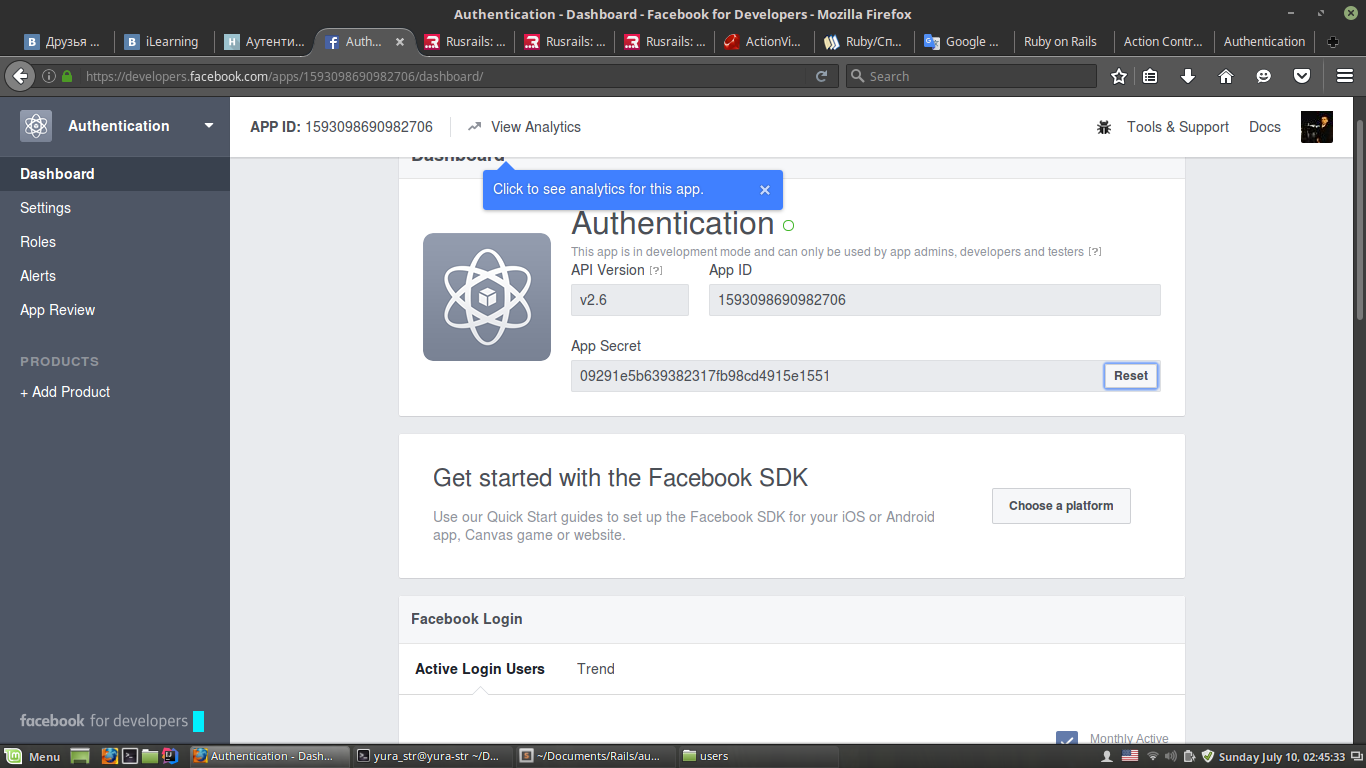 Authentication - Dashboard - Facebook for Developers - Mozilla Firefox
Друзья ...
iLearning
Аутенти...
Auth...
Rusrails: ...
Rusrails: ...
Rusrails: ...
ActionVi...
Ruby/Сп...
Google ...
Ruby on Rails
Action Contr...
Authentication
https://developers.facebook.com/apps/1593098690982706/dashboard/
Search
Authentication
APP ID: 1593098690982706
View Analytics
Tools & Support
Docs
Dashboard
Settings
Roles
Alerts
App Review
PRODUCTS
+ Add Product
facebook for developers
Dashboard
Click to see analytics for this app.
Authentication
This app is in development mode and can only be used by app admins, developers and testers [?]
API Version [?]
App ID
v2.6
1593098690982706
App Secret
09291e5b639382317fb98cd4915e1551
Reset
Get started with the Facebook SDK
Use our Quick Start guides to set up the Facebook SDK for your iOS or Android
app, Canvas game or website.
Choose a platform
Facebook Login
Active Login Users
Trend
Monthly Active
Menu
Authentication - Dash...
yura_str@yura-str ~/D...
~/Documents/Rails/au...
users
Sunday July 10, 02:45:33